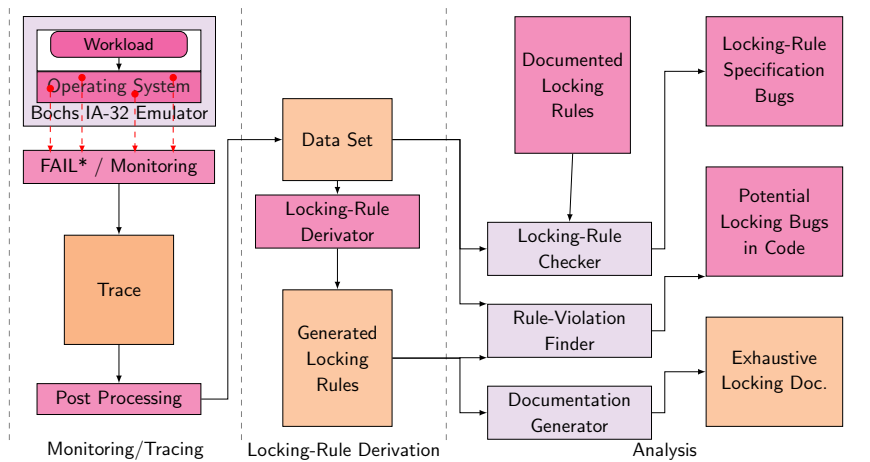 Workload
Operating System
Bochs IA-32 Emulator
FAIL* / Monitoring
Trace
Post Processing
Monitoring/Tracing
Data Set
Locking-Rule
Derivator
Generated
Locking
Rules
Locking-Rule Derivation
Documented
Locking
Rules
Locking-Rule
Checker
Rule-Violation
Finder
Documentation
Generator
Locking-Rule
Specification
Bugs
Potential
Locking Bugs
in Code
Exhaustive
Locking Doc.
Analysis